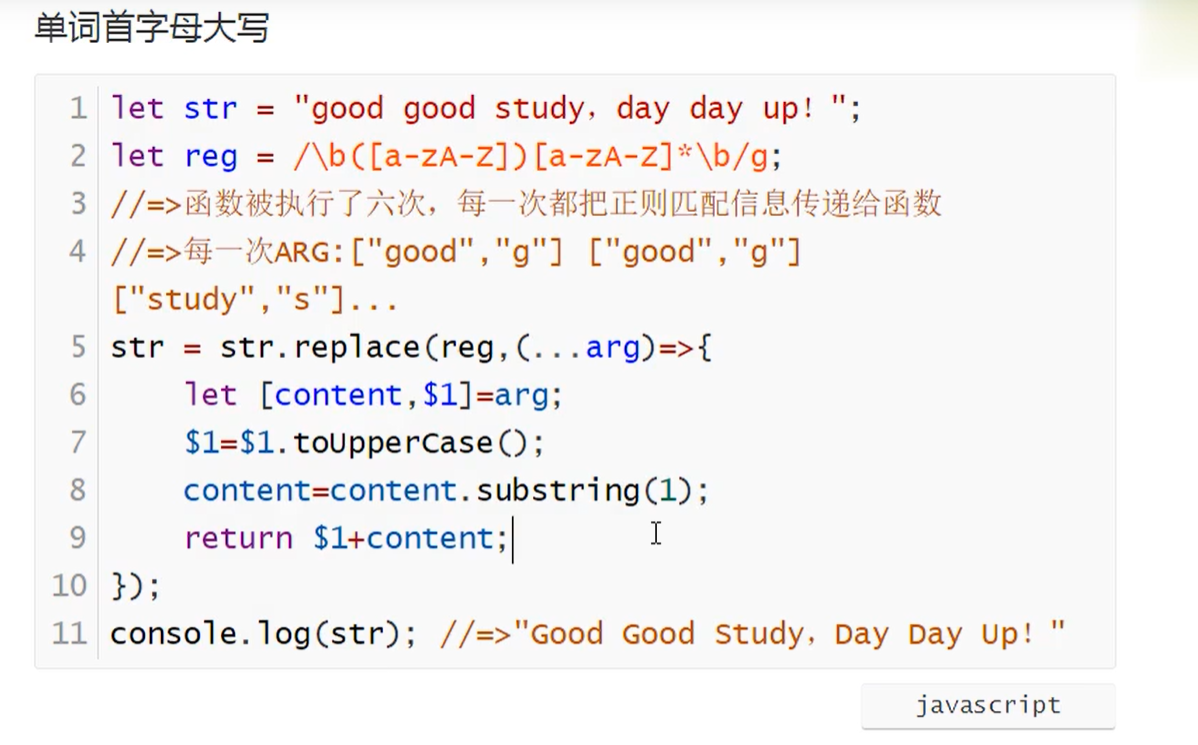 单词首字母大写
1 let str = "good good study，day day up！";
2 let reg = /\b([a-zA-Z])[a-zA-Z]*\b/g;
3 //=>函数被执行了六次，每一次都把正则匹配信息传递给函数
4 //=>每一次ARG:["good","g"] ["good","g"]
["study","s"]...
5 str = str.replace(reg,(...arg)=>{
6     let [content,$1]=arg;
7     $1=$1.toUpperCase();
8     content=content.substring(1);
9     return $1+content;
10 });
11 console.log(str); //=>"Good Good Study，Day Day Up！"
javascript